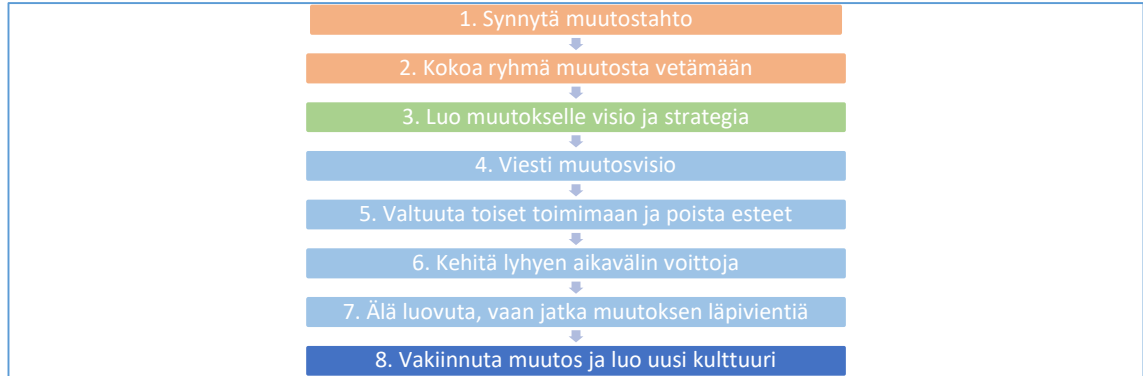 1. Synnytä muutostahto
2. Kokoa ryhmä muutosta vetämään
3. Luo muutokselle visio ja strategia
4. Viesti muutosvisio
5. Valtuuta toiset toimimaan ja poista esteet
6. Kehitä lyhyen aikavälin voittoja
7. Älä luovuta, vaan jatka muutoksen läpivientiä
8. Vakiinnuta muutos ja luo uusi kulttuuri